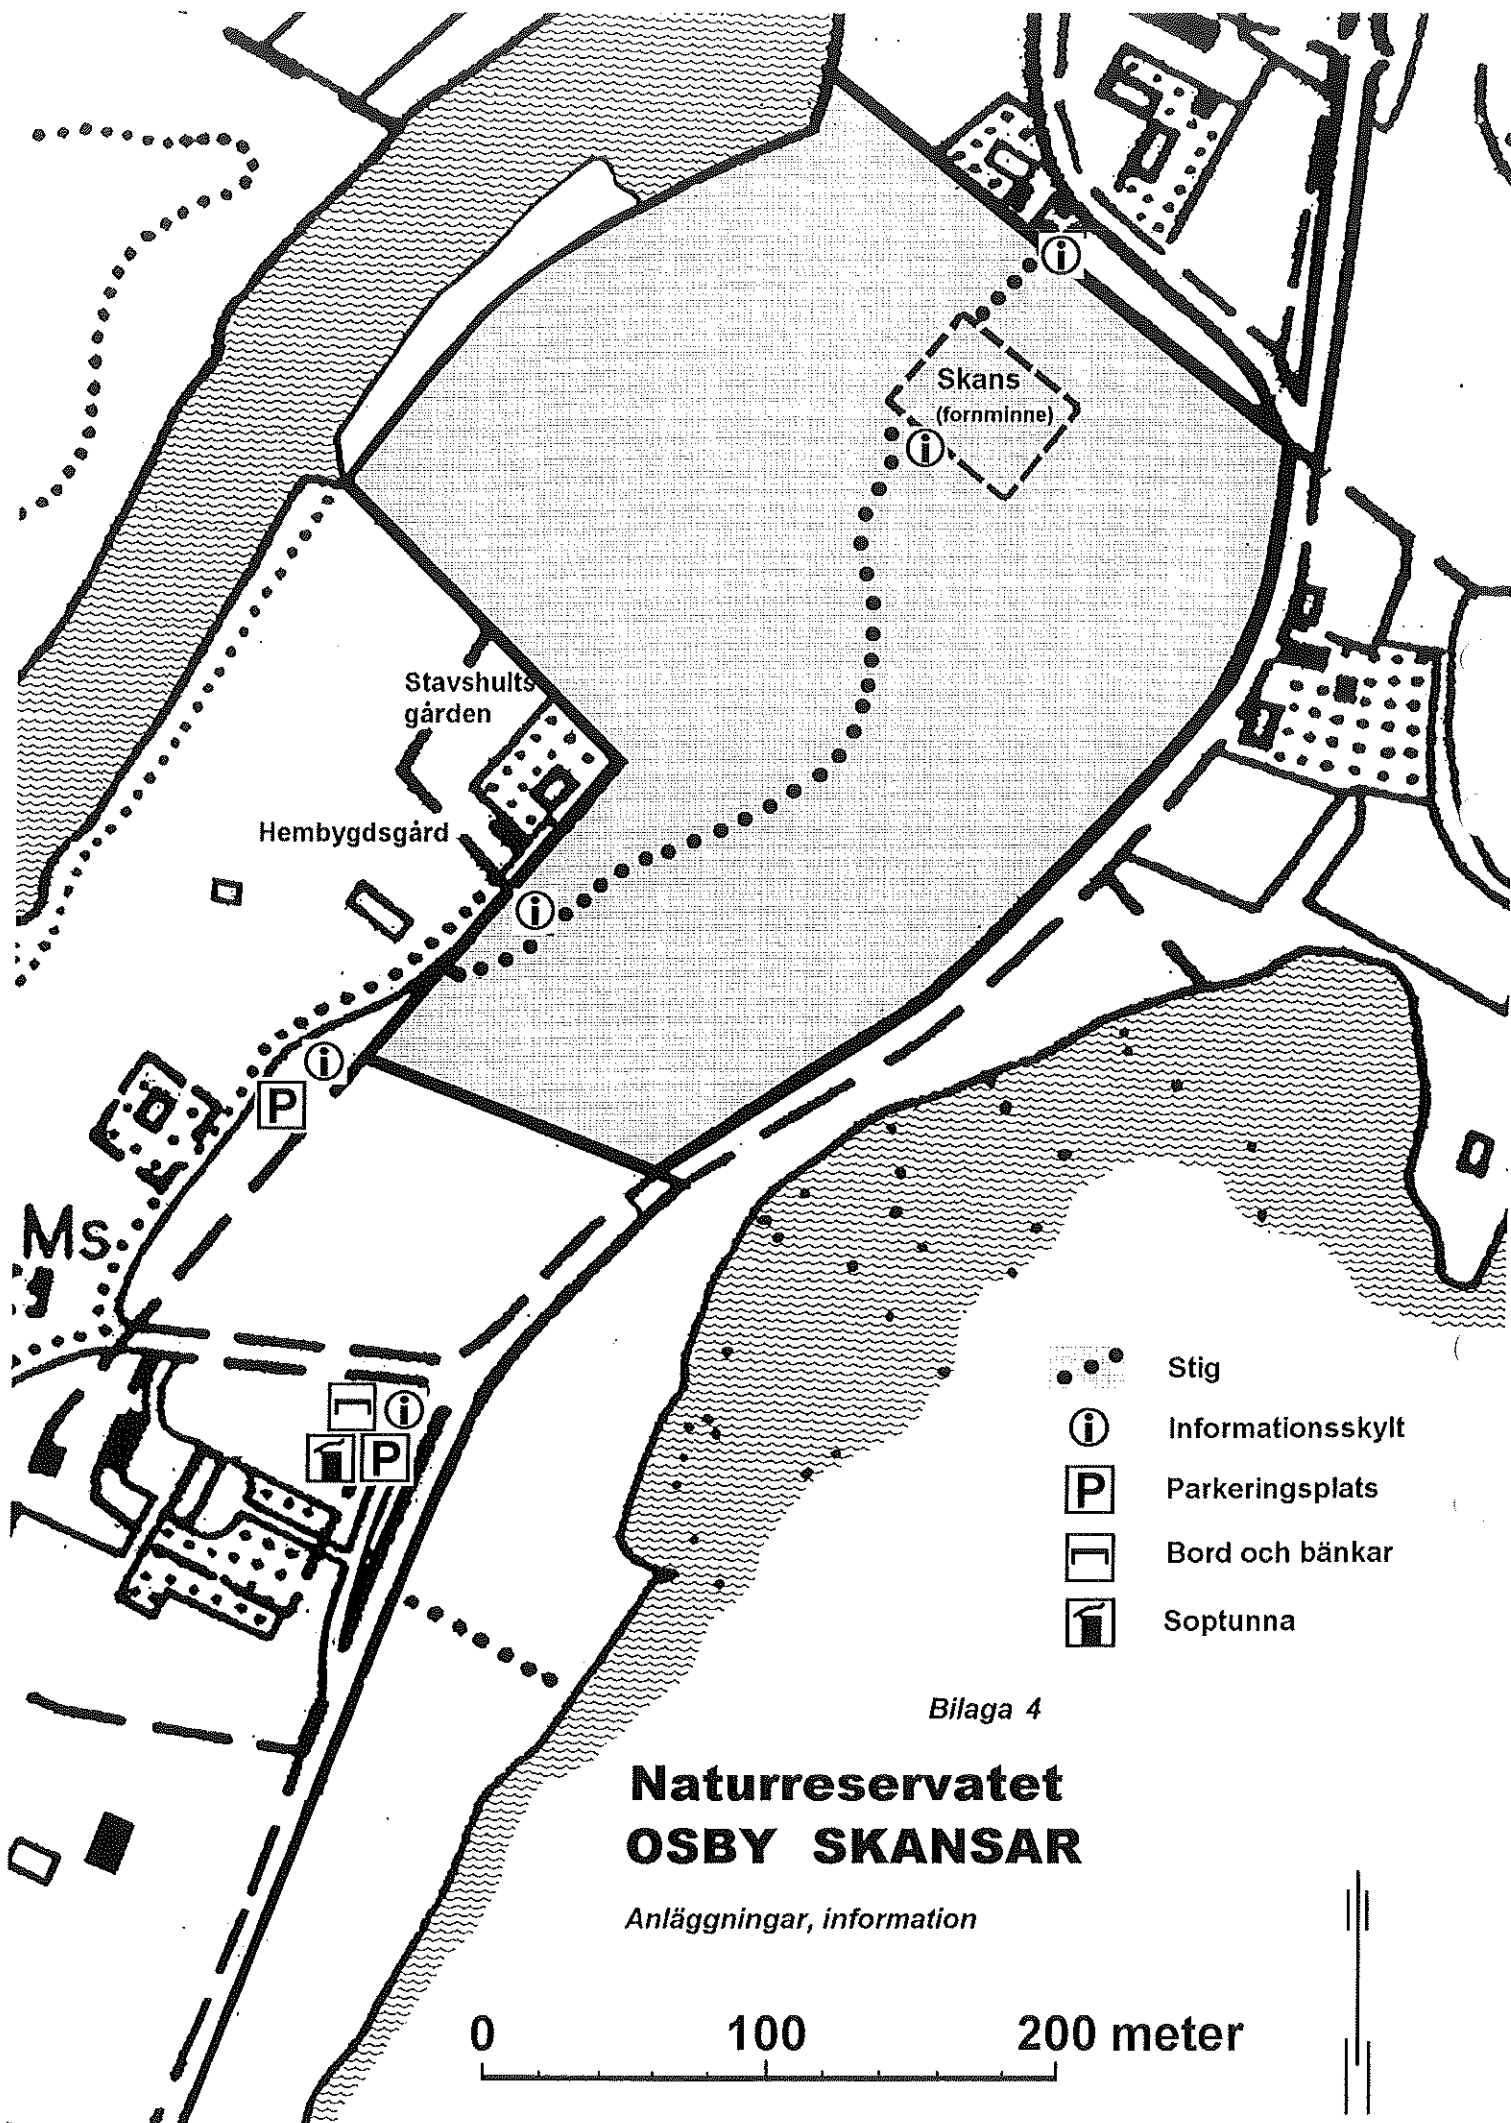 Skans
(fornminne)
i
i
Stavshults
gården
Hembygdsgård
i
i
P
Ms
i
P
Stig
i Informationsskylt
P Parkeringsplats
Bord och bänkar
Soptunna
Bilaga 4
Naturreservatet
OSBY SKANSAR
Anläggningar, information
0 100 200 meter